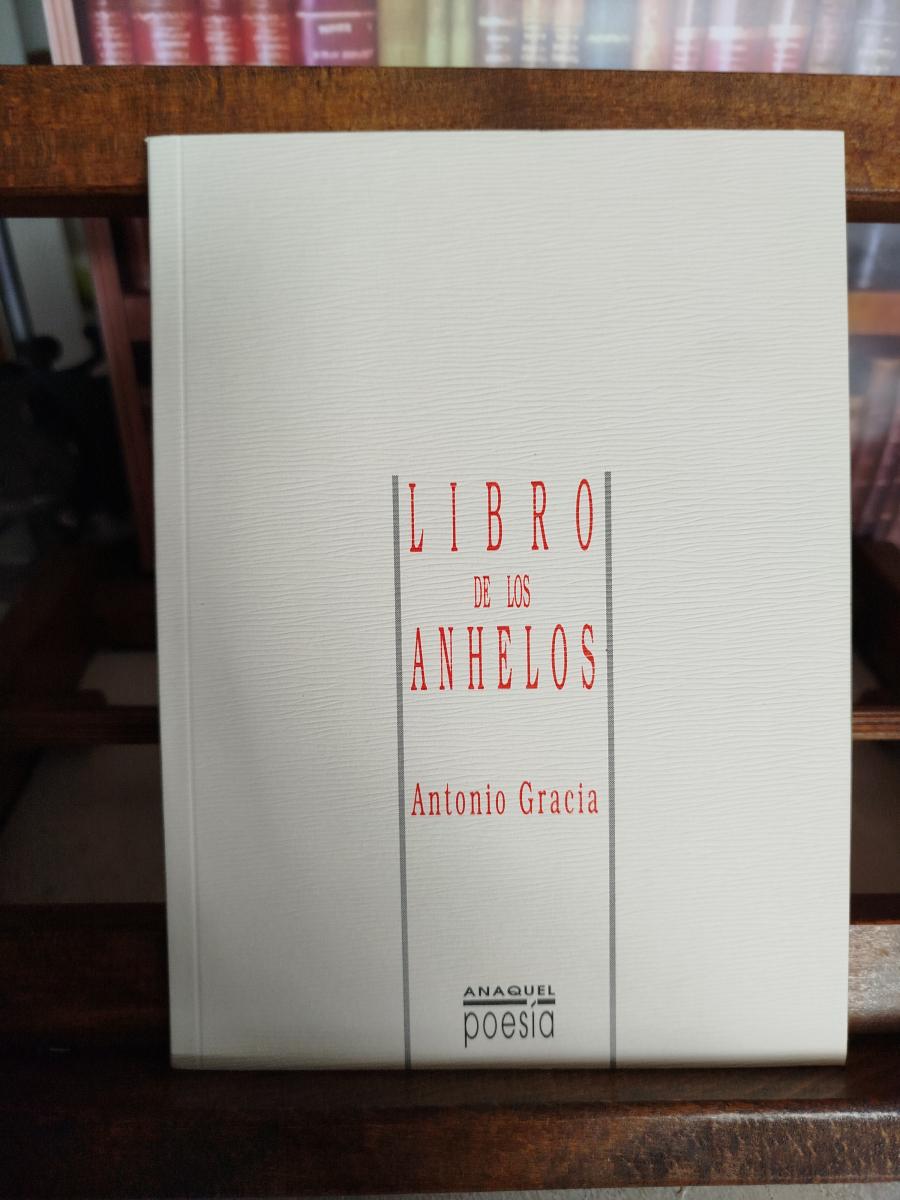 LIBRO
DE LOS
ANHELOS
Antonio Gracia
ANAQUEL
poesía